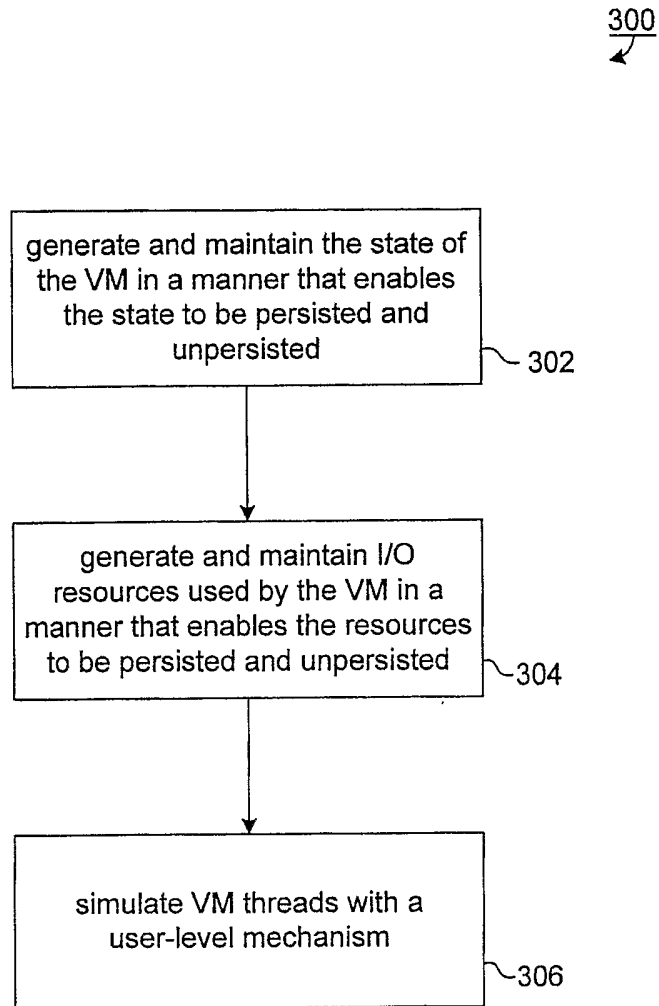 300
generate and maintain the state of
the VM in a manner that enables
the state to be persisted and
unpersisted
302
generate and maintain I/O
resources used by the VM in a
manner that enables the resources
to be persisted and unpersisted
304
simulate VM threads with a
user-level mechanism
306